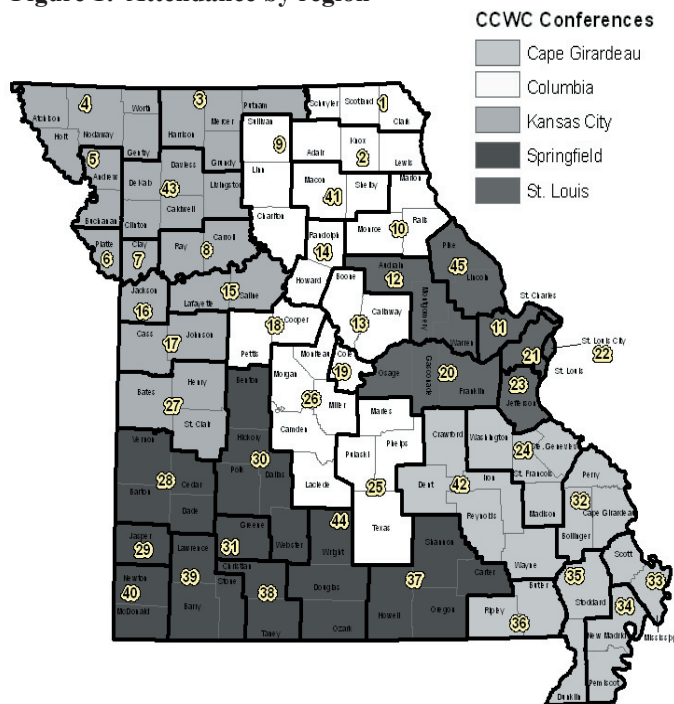 CCWC Conferences
Cape Girardeau
Columbia
Kansas City
Springfield
St. Louis
4
3
1
Atchison
Worth
Putnam
Schuyler
Scotland
Clark
Holt
Nodaway
Gentry
Harrison
Mercer
Sullivan
Adair
Knox
Lewis
5
9
2
Andrew
DeKalb
Daviess
Grundy
Linn
Macon
Shelby
Marion
43
Livingston
41
Buchanan
Clinton
Caldwell
Chariton
Monroe
Ralls
10
Platte
Clay
Ray
Carroll
8
Randolph
14
Pike
6
7
Howard
Boone
Audrain
12
45
Lincoln
Jackson
16
15
Lafayette
Saline
St. Charles
Cooper
18
13
Callaway
Montgomery
Warren
11
St. Louis City
22
Cass
17
Johnson
Pettis
Moniteau
Cole
19
21
St. Louis
Osage
Gasconade
20
Franklin
23
Jefferson
Bates
Henry
27
Benton
Morgan
26
Miller
Maries
St. Clair
Camden
Phelps
Crawford
Washington
Ste. Genevieve
24
Vernon
Hickory
30
Pulaski
St. Francois
Perry
28
Cedar
Polk
Dallas
Laclede
25
Dent
42
Iron
32
Barton
Dade
Reynolds
Madison
Cape Girardeau
44
Texas
Bollinger
Jasper
29
Lawrence
31
Greene
Webster
Wright
Shannon
Wayne
Scott
Newton
40
39
Christian
Stone
38
Douglas
37
Carter
Butler
35
33
McDonald
Barry
Taney
Ozark
Howell
Oregon
Ripley
36
Stoddard
34
New Madrid
Pemiscot
Dunklin